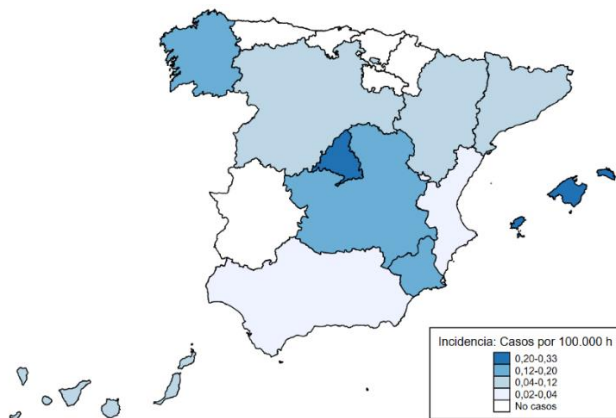 Incidencia: Casos por 100.000 h
0,20-0,33
0,12-0,20
0,04-0,12
0,02-0,04
No casos